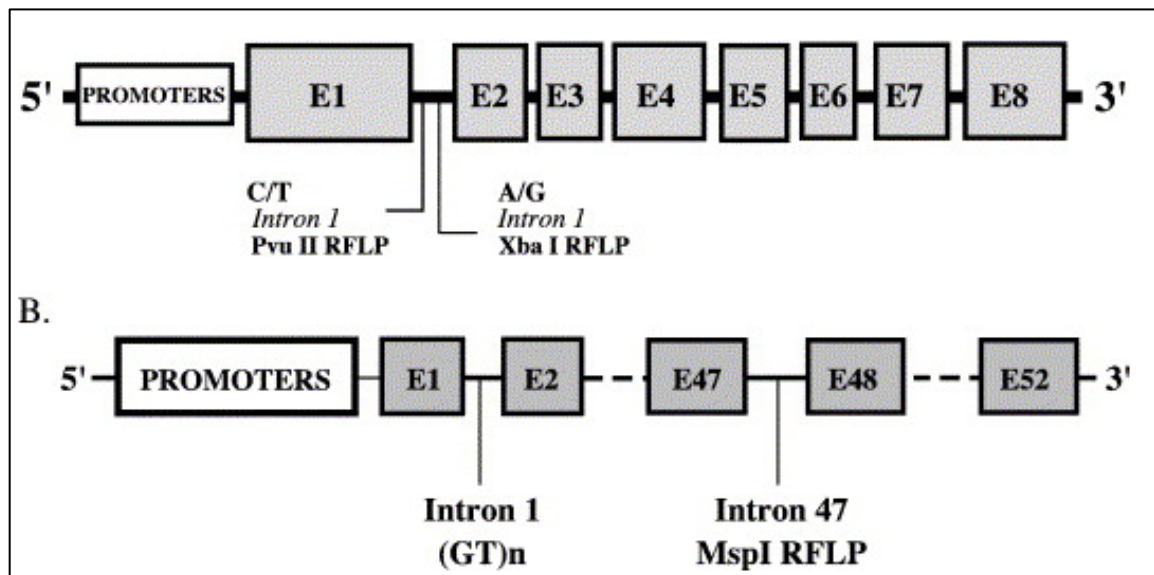 5' PROMOTERS E1 E2 E3 E4 E5 E6 E7 E8 3'
C/T
Intron 1
Pvu II RFLP
A/G
Intron 1
Xba I RFLP
B.
5' PROMOTERS E1 E2 E47 E48 E52 3'
Intron 1
(GT)n
Intron 47
MspI RFLP